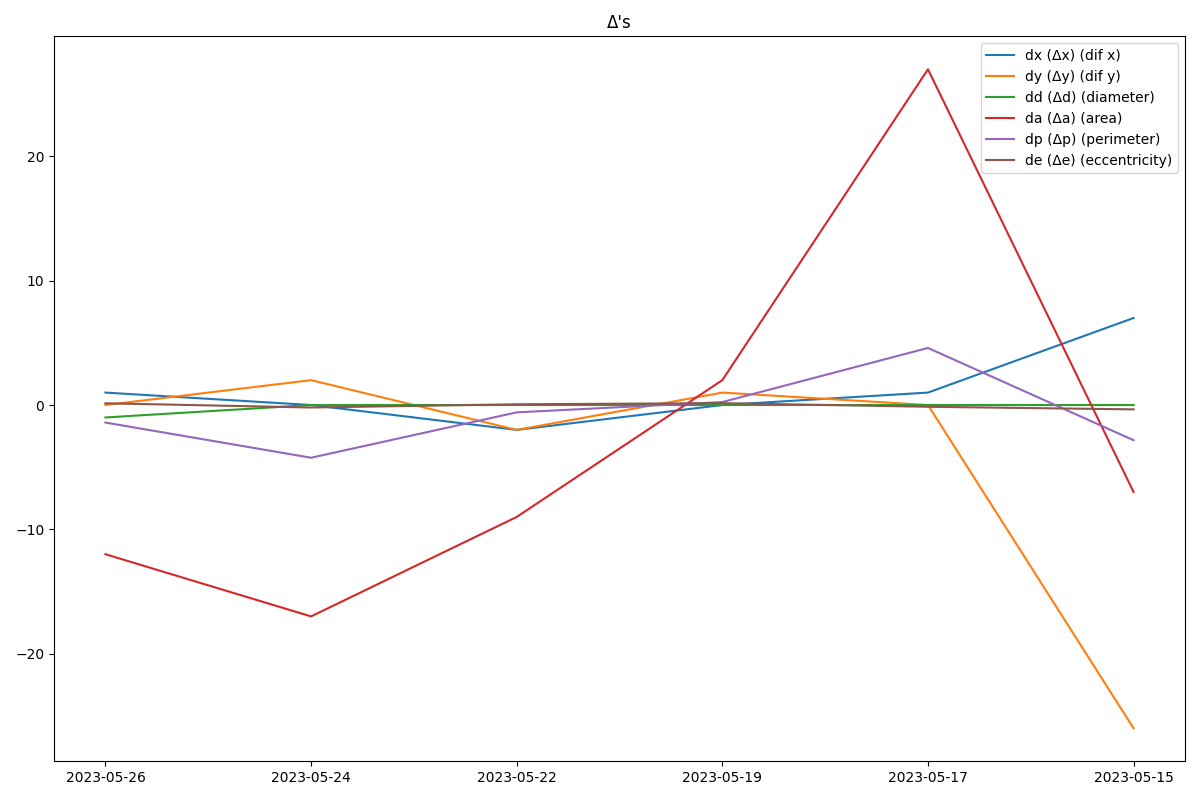 Δ's
dx (Δx) (dif x)
dy (Δy) (dif y)
dd (Δd) (diameter)
da (Δa) (area)
dp (Δp) (perimeter)
de (Δe) (eccentricity)
20
10
0
−10
−20
2023-05-26 2023-05-24 2023-05-22 2023-05-19 2023-05-17 2023-05-15